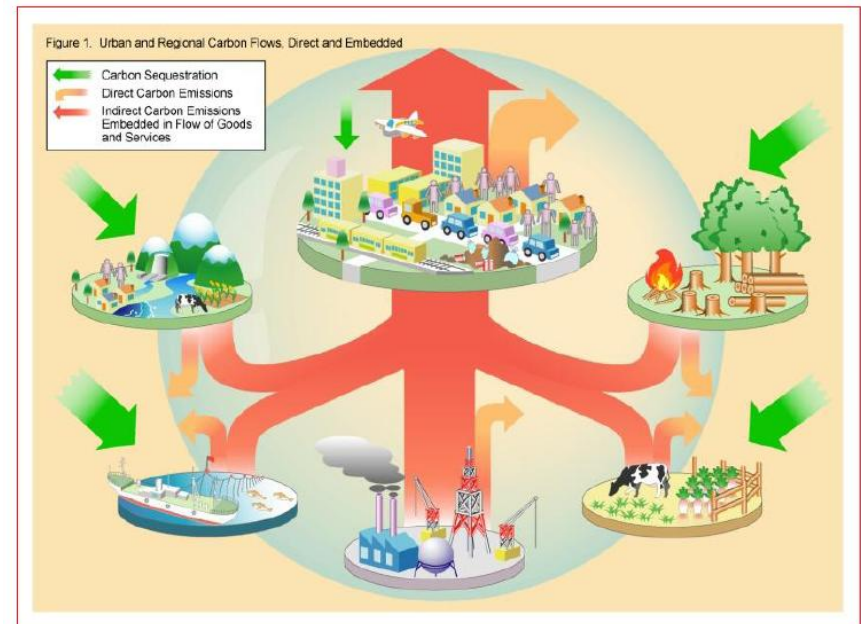 Figure 1. Urban and Regional Carbon Flows, Direct and Embedded
Carbon Sequestration
Direct Carbon Emissions
Indirect Carbon Emissions
Embedded in Flow of Goods
and Services